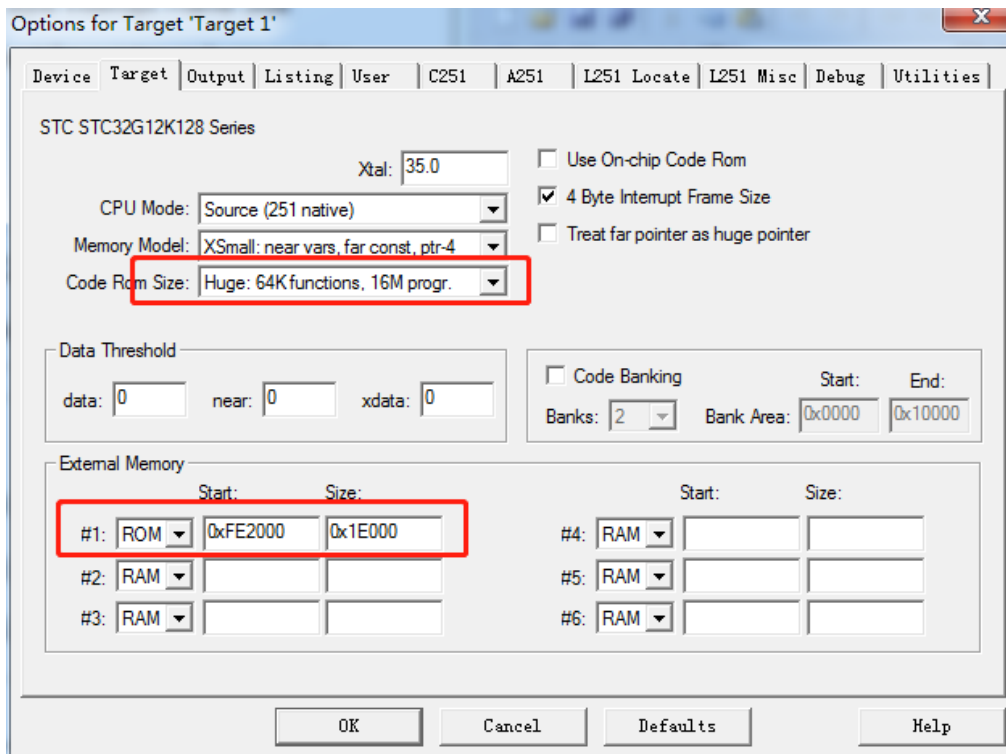 Options for Target 'Target 1'
Device Target Output Listing User C251 A251 L251 Locate L251 Misc Debug Utilities
STC STC32G12K128 Series
Xtal: 35.0
Use On-chip Code Rom
CPU Mode: Source (251 native)
4 Byte Interrupt Frame Size
Memory Model: XSmall: near vars, far const, ptr-4
Treat far pointer as huge pointer
Code Rom Size: Huge: 64K functions, 16M progr.
Data Threshold
data: 0 near: 0 xdata: 0
Code Banking Start: End:
Banks: 2 Bank Area: 0x0000 0x10000
External Memory
Start: Size: Start: Size:
#1: ROM 0xFE2000 0x1E000 #4: RAM
#2: RAM #5: RAM
#3: RAM #6: RAM
OK Cancel Defaults Help